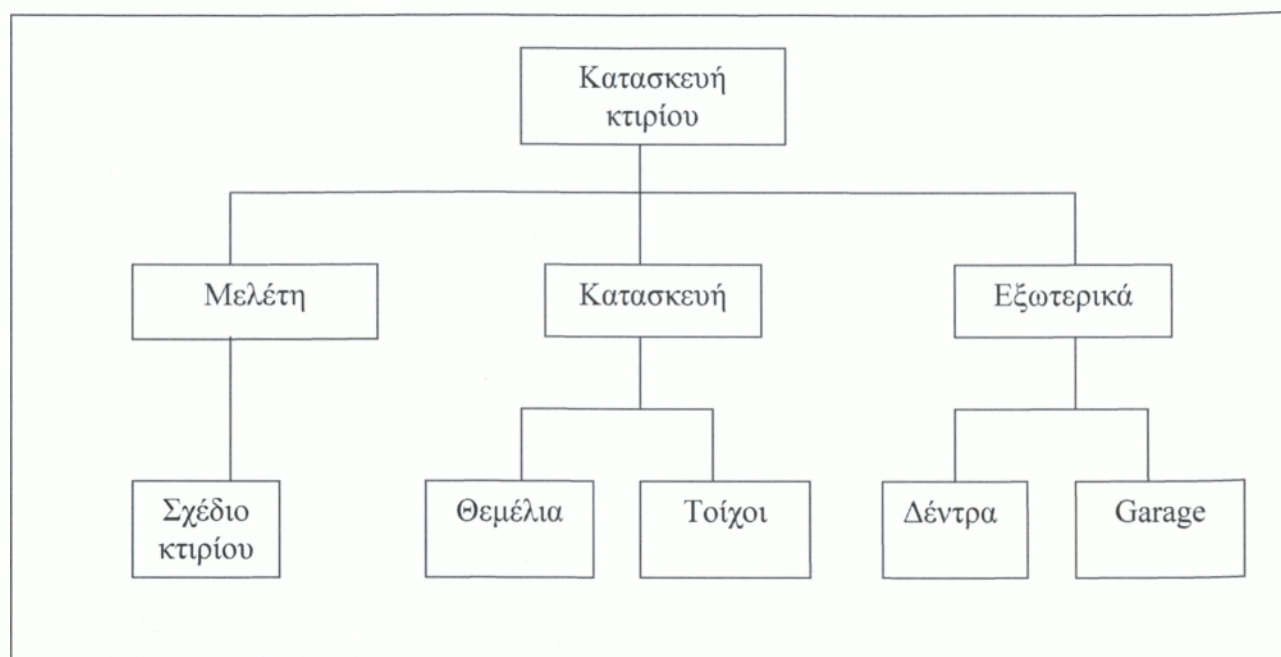 Κατασκευή
κτιρίου
Μελέτη
Κατασκευή
Εξωτερικά
Σχέδιο
κτιρίου
Θεμέλια
Τοίχοι
Δέντρα
Garage